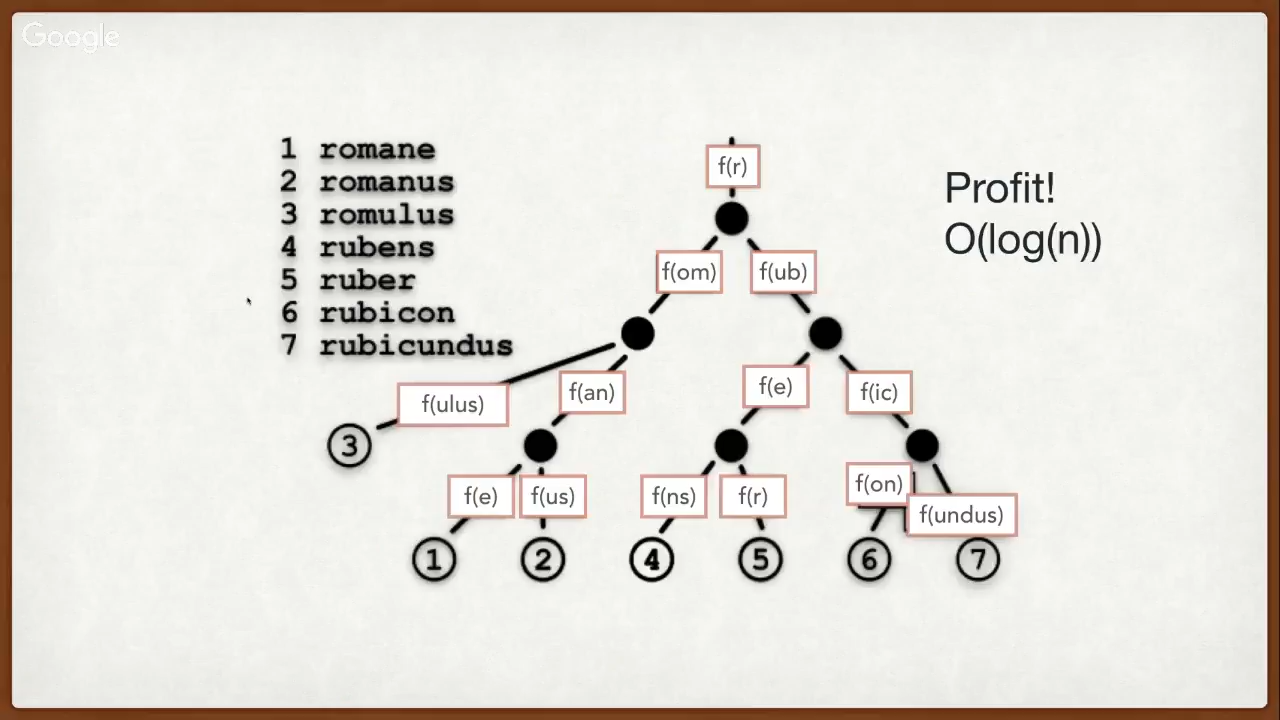 Google
1 romane
2 romanus
3 romulus
4 rubens
5 ruber
6 rubicon
7 rubicundus
Profit!
O(log(n))
f(r)
f(om)
f(ub)
f(ulus)
f(an)
f(e)
f(ic)
3
f(e)
f(us)
f(ns)
f(r)
f(on)
f(undus)
1
2
4
5
6
7